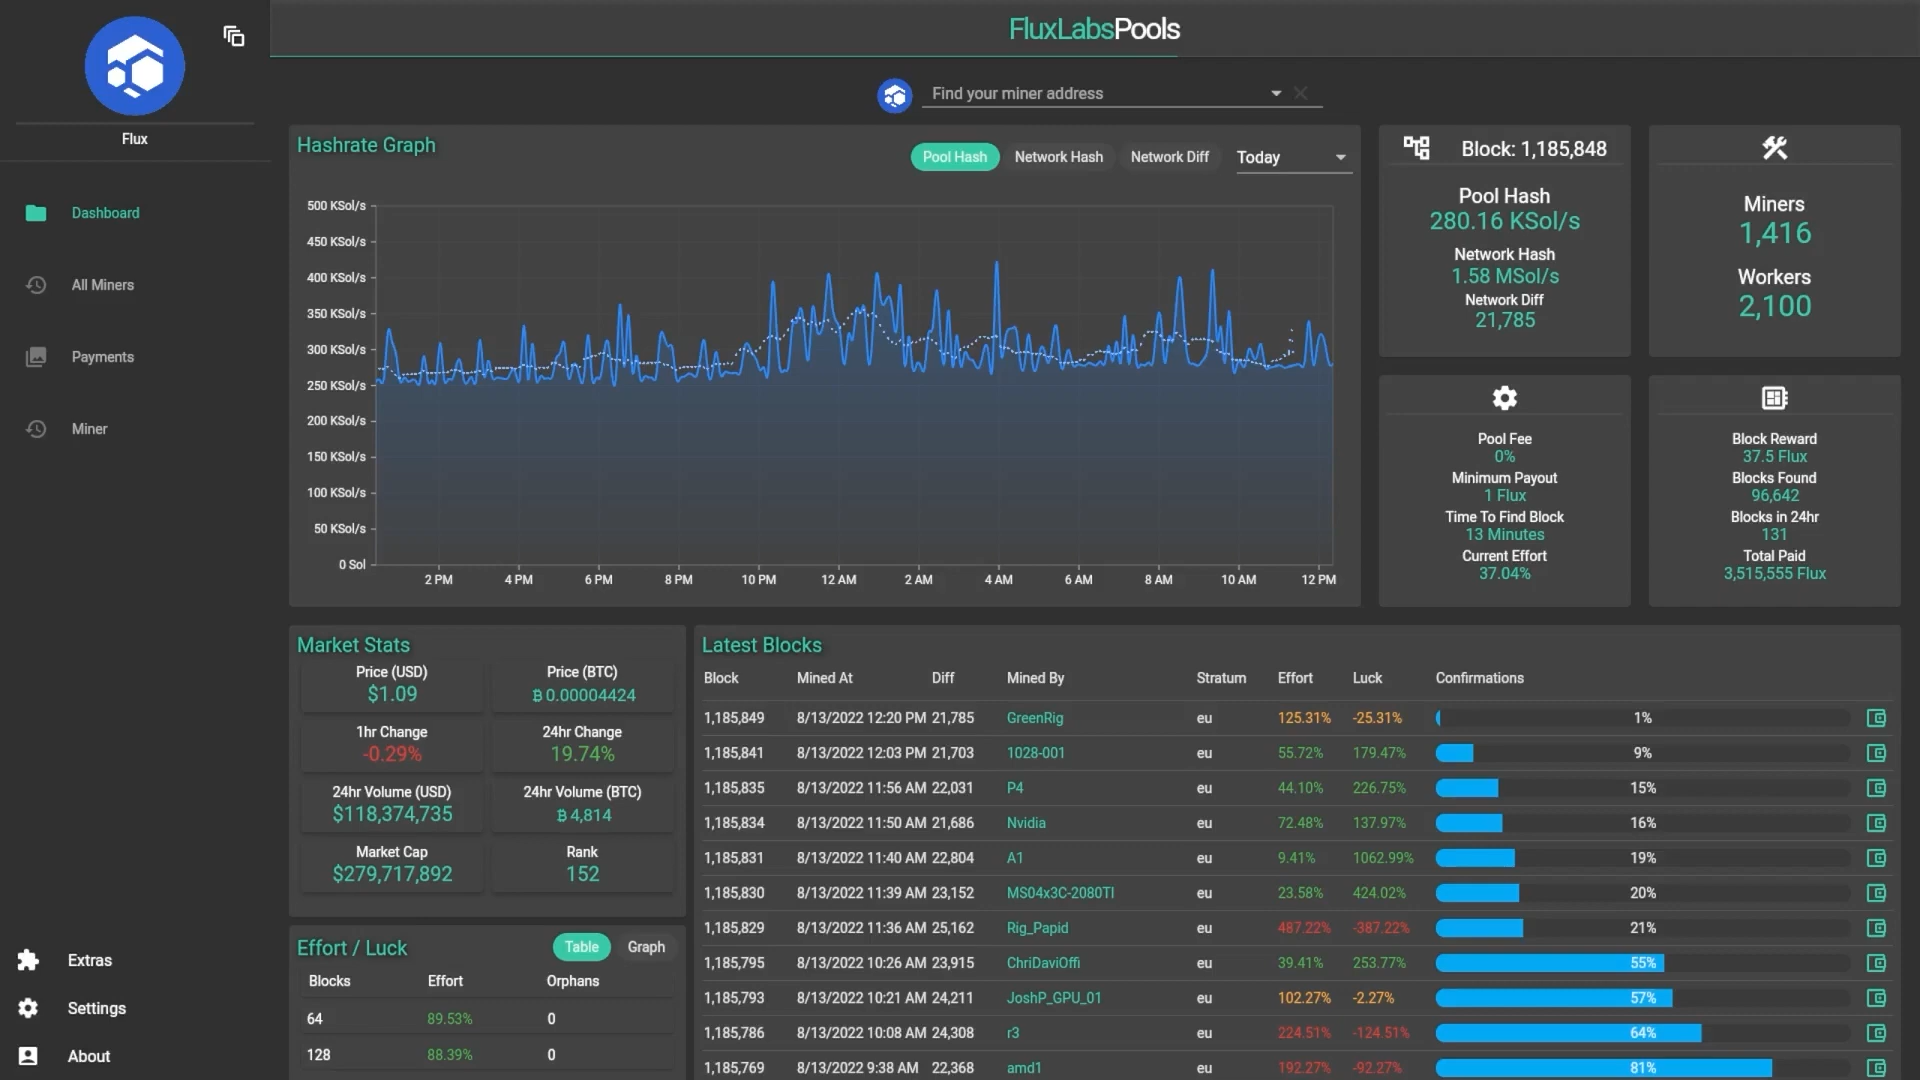 FluxLabsPools
Flux
Find your miner address
Dashboard
All Miners
Payments
Miner
Extras
Settings
About
Hashrate Graph
Pool Hash Network Hash Network Diff Today
500 KSol/s
450 KSol/s
400 KSol/s
350 KSol/s
300 KSol/s
250 KSol/s
200 KSol/s
150 KSol/s
100 KSol/s
50 KSol/s
0 Sol
2 PM 4 PM 6 PM 8 PM 10 PM 12 AM 2 AM 4 AM 6 AM 8 AM 10 AM 12 PM
Block: 1,185,848
Pool Hash
280.16 KSol/s
Network Hash
1.58 MSol/s
Network Diff
21,785
Miners
1,416
Workers
2,100
Pool Fee
0%
Minimum Payout
1 Flux
Time To Find Block
13 Minutes
Current Effort
37.04%
Block Reward
37.5 Flux
Blocks Found
96,642
Blocks in 24hr
131
Total Paid
3,515,555 Flux
Market Stats
Price (USD) Price (BTC)
$1.09 ₿ 0.00004424
1hr Change 24hr Change
-0.29% 19.74%
24hr Volume (USD) 24hr Volume (BTC)
$118,374,735 ₿ 4,814
Market Cap Rank
$279,717,892 152
Effort / Luck Table Graph
Blocks Effort Orphans
64 89.53% 0
128 88.39% 0
Latest Blocks
Block Mined At Diff Mined By Stratum Effort Luck Confirmations
1,185,849 8/13/2022 12:20 PM 21,785 GreenRig eu 125.31% -25.31% 1%
1,185,841 8/13/2022 12:03 PM 21,703 1028-001 eu 55.72% 179.47% 9%
1,185,835 8/13/2022 11:56 AM 22,031 P4 eu 44.10% 226.75% 15%
1,185,834 8/13/2022 11:50 AM 21,686 Nvidia eu 72.48% 137.97% 16%
1,185,831 8/13/2022 11:40 AM 22,804 A1 eu 9.41% 1062.99% 19%
1,185,830 8/13/2022 11:39 AM 23,152 MS04x3C-2080TI eu 23.58% 424.02% 20%
1,185,829 8/13/2022 11:36 AM 25,162 Rig_Papid eu 487.22% -387.22% 21%
1,185,795 8/13/2022 10:26 AM 23,915 ChriDaviOffi eu 39.41% 253.77% 55%
1,185,793 8/13/2022 10:21 AM 24,211 JoshP_GPU_01 eu 102.27% -2.27% 57%
1,185,786 8/13/2022 10:08 AM 24,308 r3 eu 224.51% -124.51% 64%
1,185,769 8/13/2022 9:38 AM 22,368 amd1 eu 192.27% -92.27% 81%